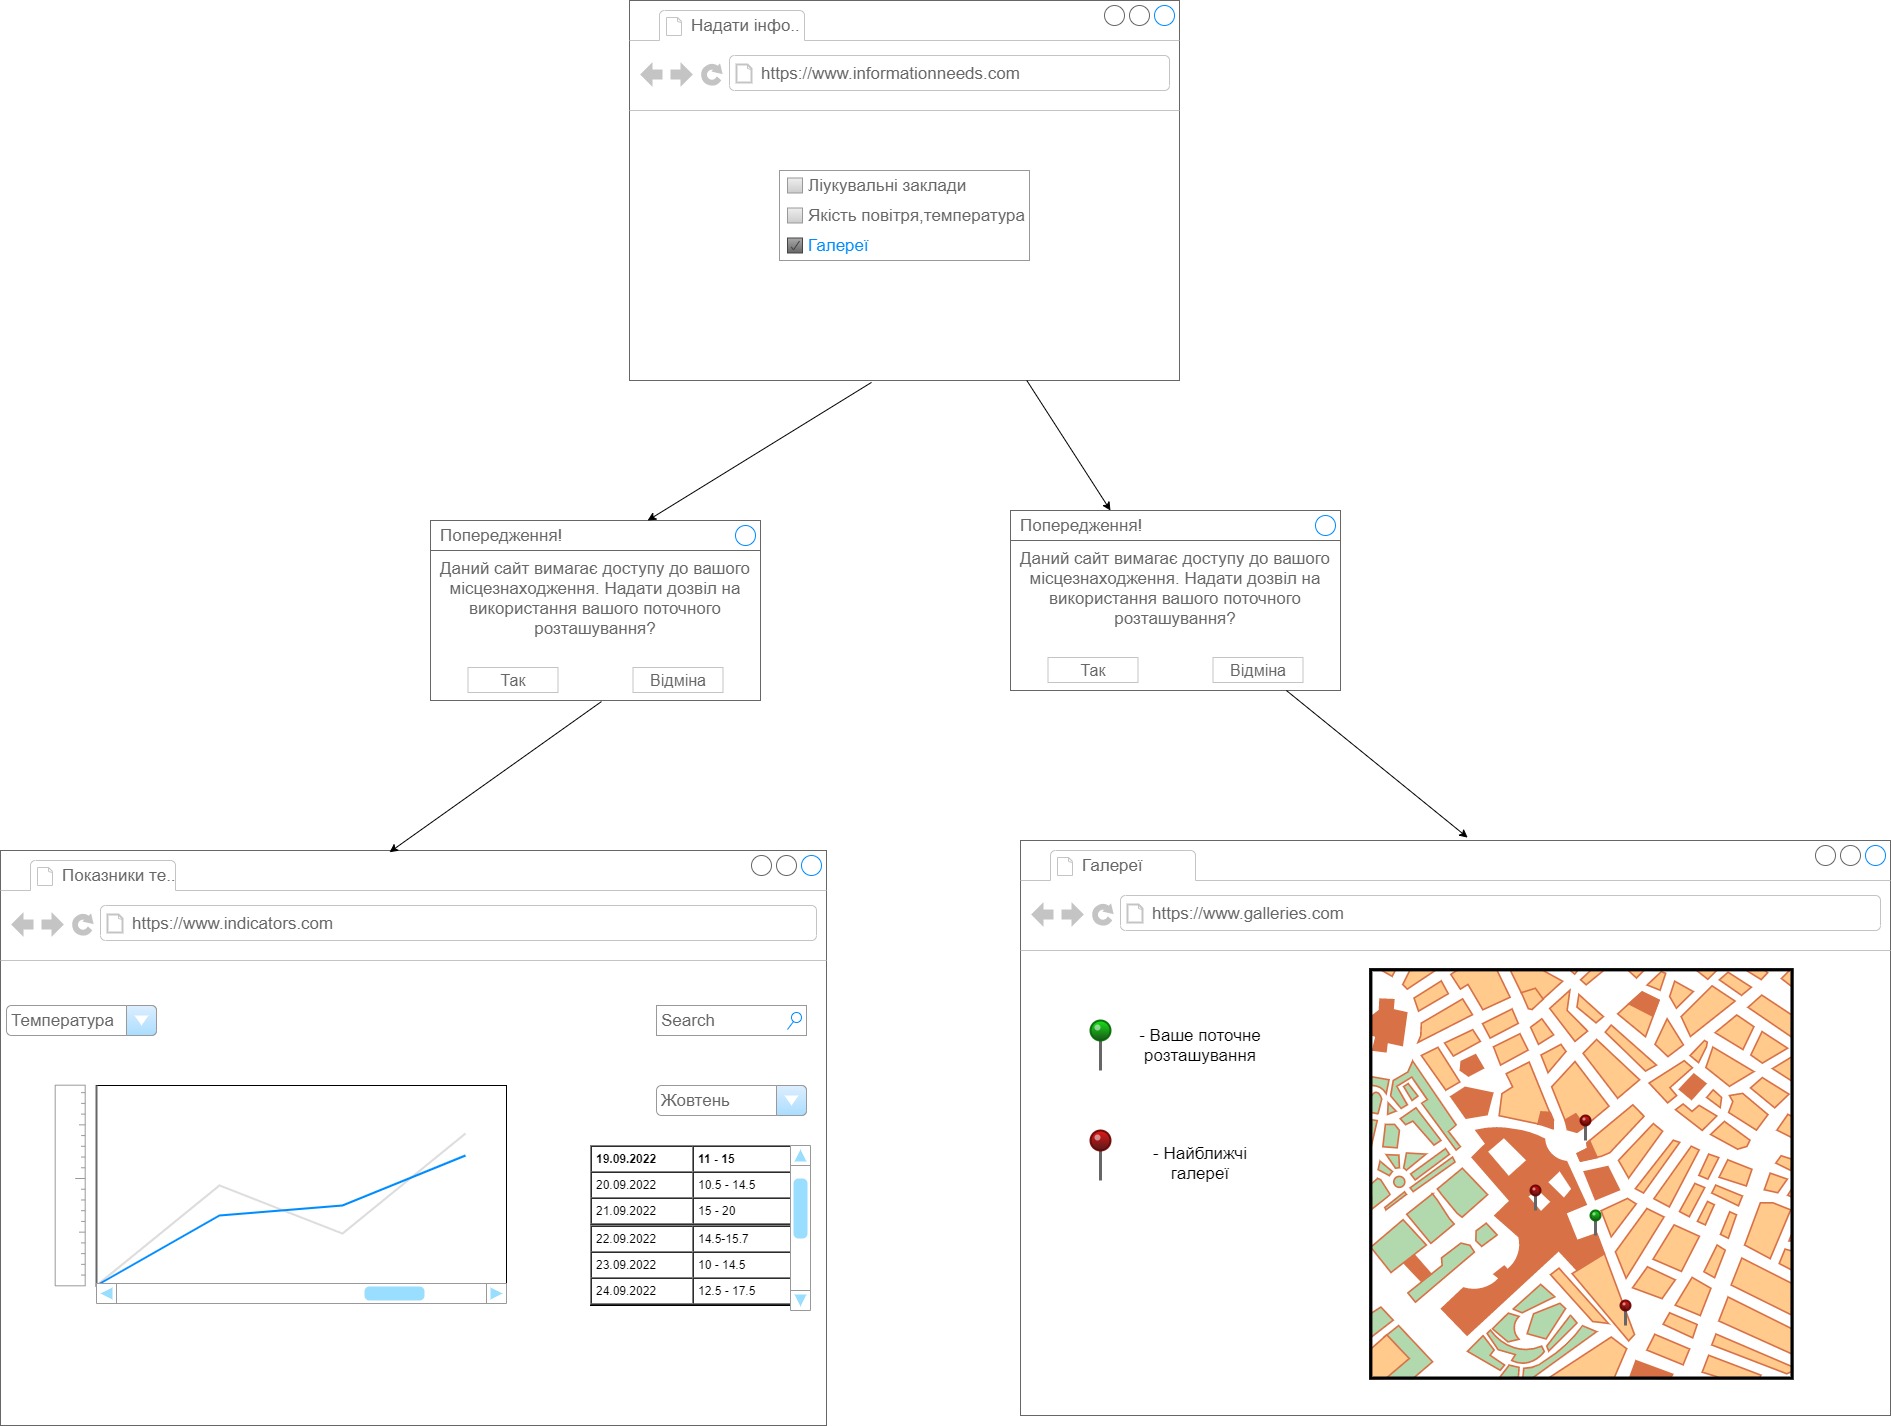 Надати інфо..
https://www.informationneeds.com
Ліукувальні заклади
Якість повітря,температура
Галереї
Попередження!
Даний сайт вимагає доступу до вашого
місцезнаходження. Надати дозвіл на
використання вашого поточного
розташування?
Так
Відміна
Попередження!
Даний сайт вимагає доступу до вашого
місцезнаходження. Надати дозвіл на
використання вашого поточного
розташування?
Так
Відміна
Показники те..
https://www.indicators.com
Температура
Search
Жовтень
19.09.2022 11 - 15
20.09.2022 10.5 - 14.5
21.09.2022 15 - 20
22.09.2022 14.5-15.7
23.09.2022 10 - 14.5
24.09.2022 12.5 - 17.5
Галереї
https://www.galleries.com
- Ваше поточне
розташування
- Найближчі
галереї